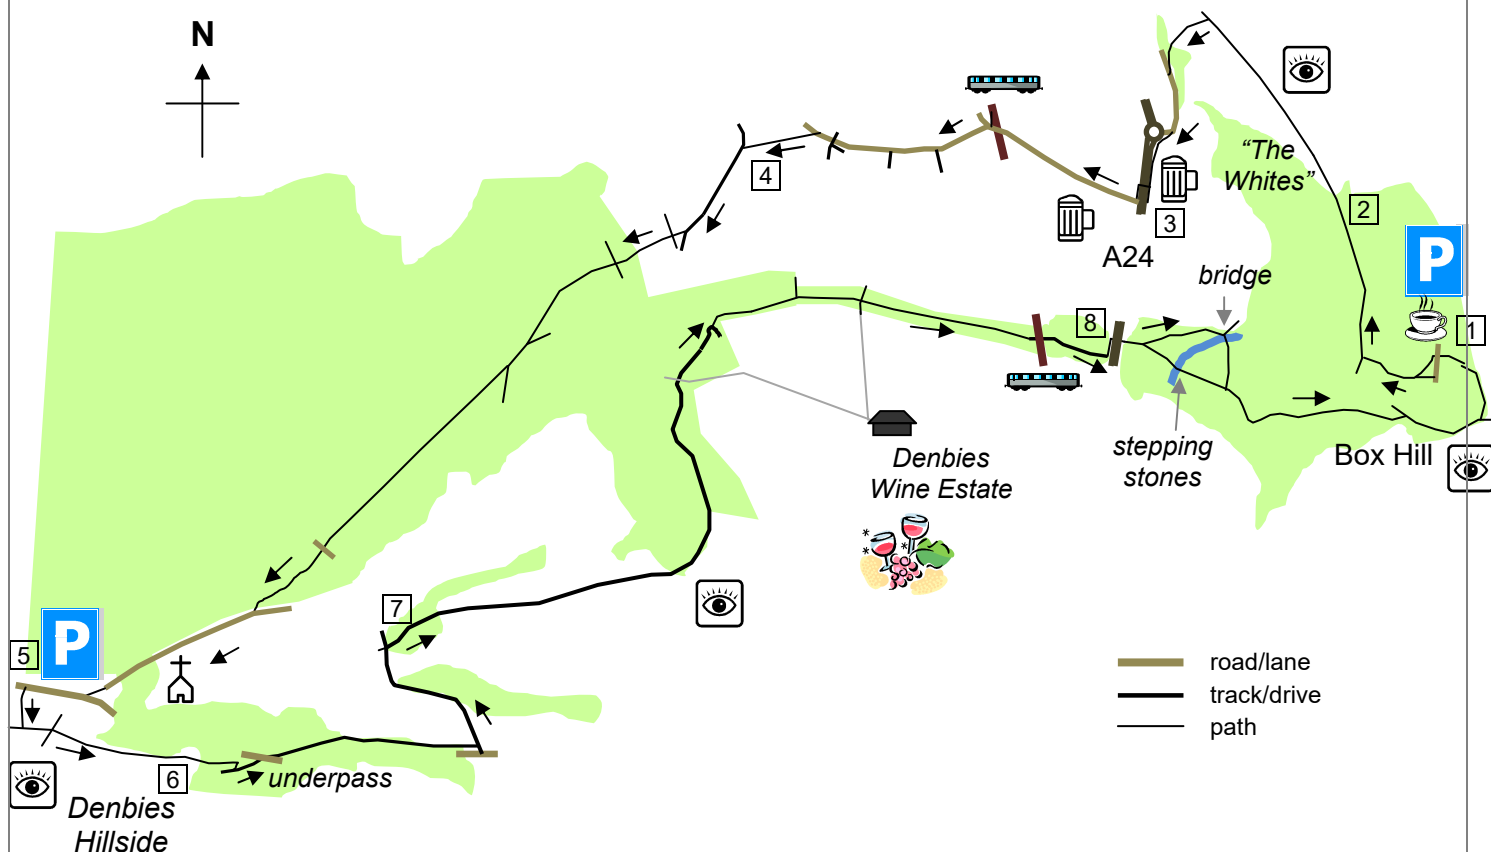 N
“The
Whites”
4
2
3
P
A24
bridge
8
1
stepping
stones
Box Hill
Denbies
Wine Estate
*
*
*
7
5
P
road/lane
track/drive
path
6
underpass
Denbies
Hillside